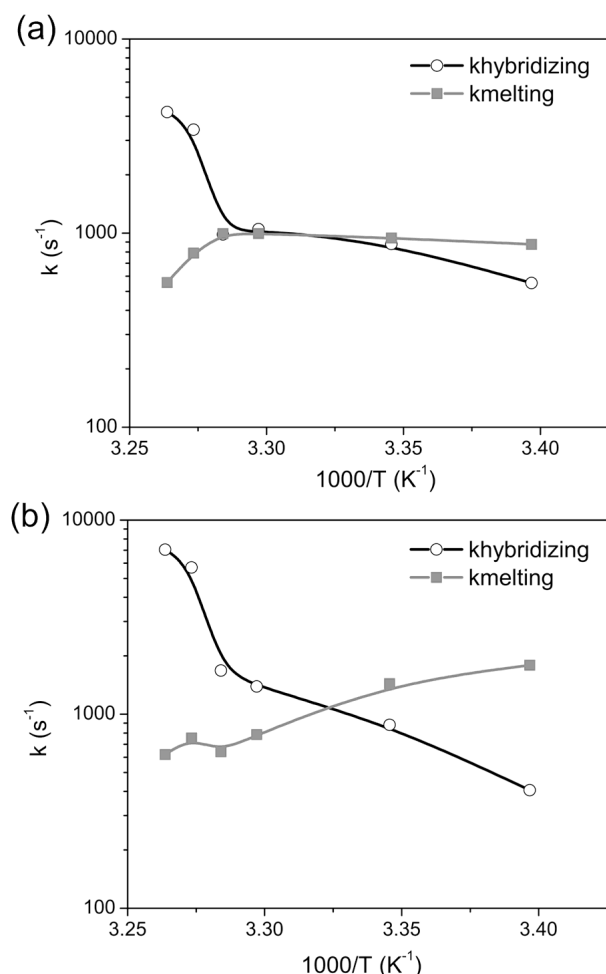 (a)
10000
khybridizing
kmelting
1000
k (s⁻¹)
100
3.25 3.30 3.35 3.40
1000/T (K⁻¹)
(b)
10000
khybridizing
kmelting
1000
k (s⁻¹)
100
3.25 3.30 3.35 3.40
1000/T (K⁻¹)